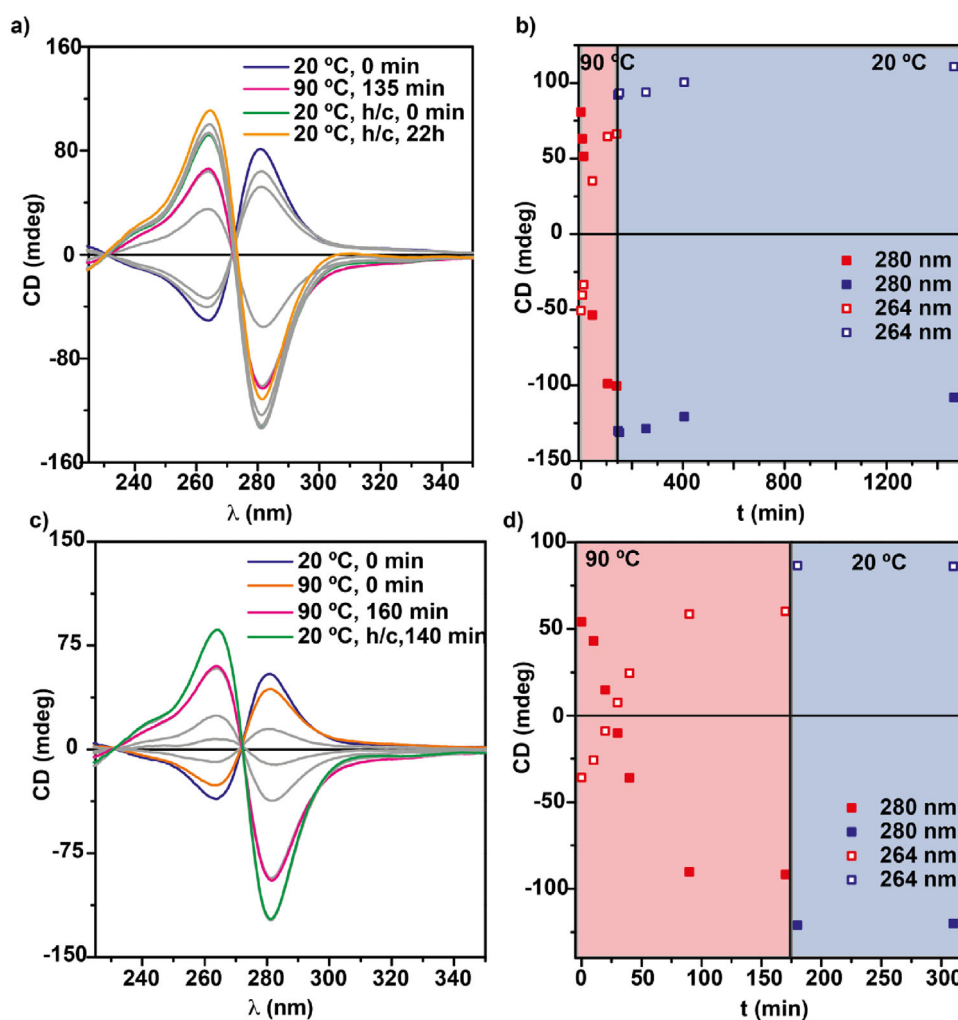 a)
160
80
0
-80
-160
CD (mdeg)
20 ºC, 0 min
90 ºC, 135 min
20 ºC, h/c, 0 min
20 ºC, h/c, 22h
240 260 280 300 320 340
λ (nm)
b)
90 ºC
20 ºC
100
50
0
-50
-100
-150
CD (mdeg)
280 nm
280 nm
264 nm
264 nm
0 400 800 1200
t (min)
c)
150
75
0
-75
-150
CD (mdeg)
20 ºC, 0 min
90 ºC, 0 min
90 ºC, 160 min
20 ºC, h/c,140 min
240 260 280 300 320 340
λ (nm)
d)
90 ºC
20 ºC
100
50
0
-50
-100
CD (mdeg)
280 nm
280 nm
264 nm
264 nm
0 50 100 150 200 250 300
t (min)